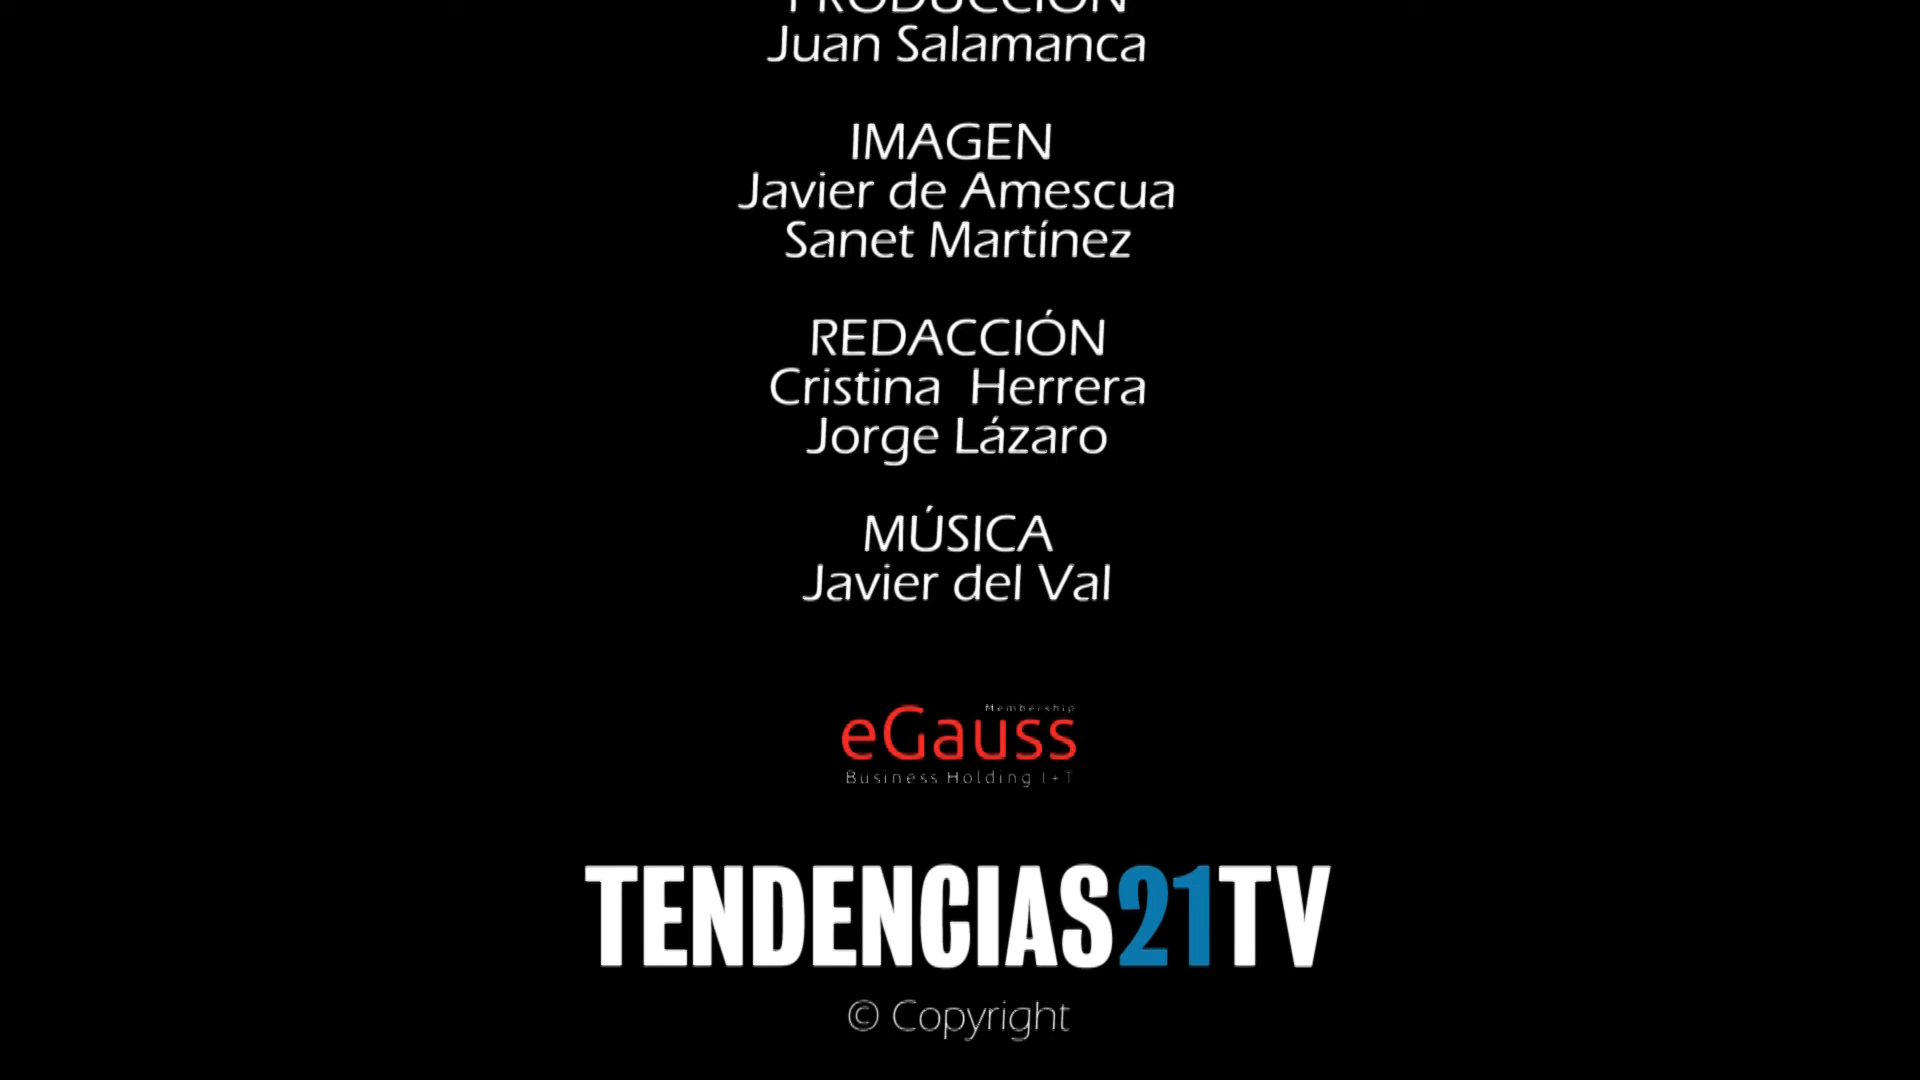 PRODUCCIÓN
Juan Salamanca
IMAGEN
Javier de Amescua
Sanet Martínez
REDACCIÓN
Cristina Herrera
Jorge Lázaro
MÚSICA
Javier del Val
Membership
eGauss
Business Holding I+T
TENDENCIAS21TV
© Copyright